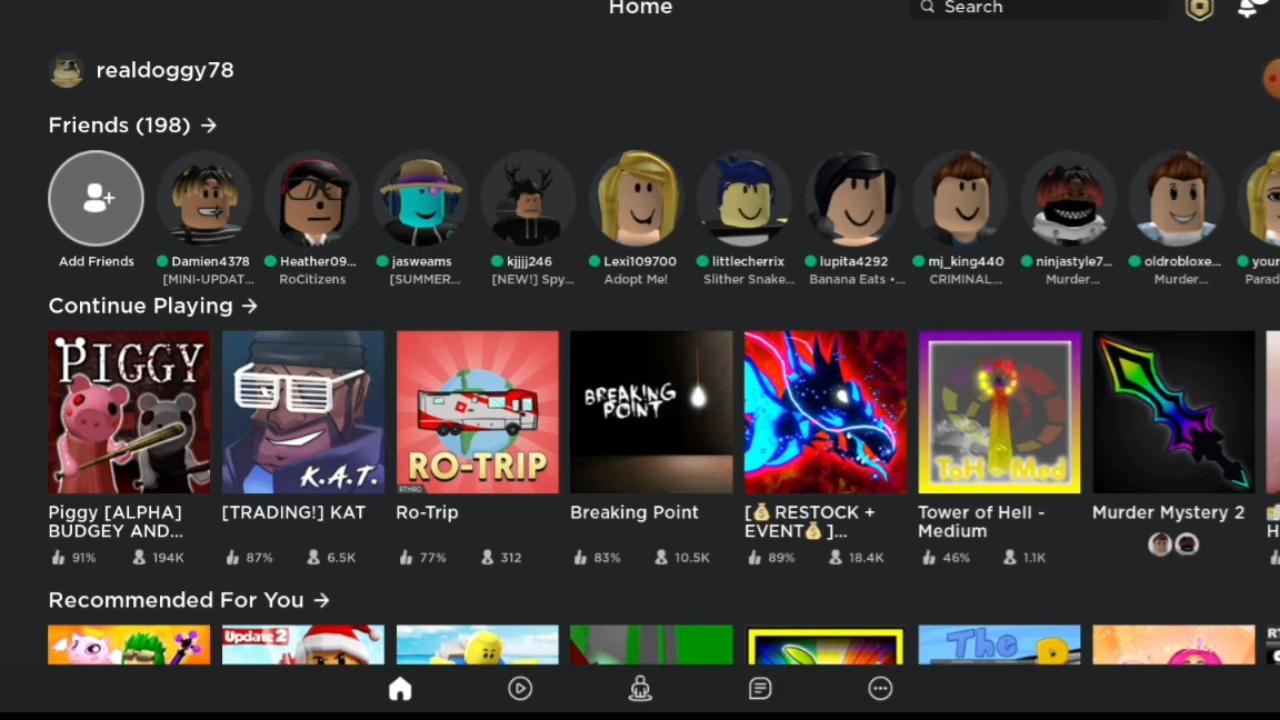 Home
Search
realdoggy78
Friends (198) →
Add Friends
Damien4378
[MINI-UPDAT...
Heather09...
RoCitizens
jasweams
[SUMMER...
kjjjj246
[NEW!] Spy...
Lexi109700
Adopt Me!
littlecherrix
Slither Snake...
lupita4292
Banana Eats •...
mj_king440
CRIMINAL...
ninjastyle7...
Murder...
oldrobloxe...
Murder...
your
Parad
Continue Playing →
PIGGY
K.A.T.
RO-TRIP
BREAKING
POINT
ToH - Med
Piggy [ALPHA]
BUDGEY AND...
[TRADING!] KAT
Ro-Trip
Breaking Point
[💰 RESTOCK +
EVENT💰]...
Tower of Hell -
Medium
Murder Mystery 2
91% 194K
87% 6.5K
77% 312
83% 10.5K
89% 18.4K
46% 1.1K
Recommended For You →
Update 2
The